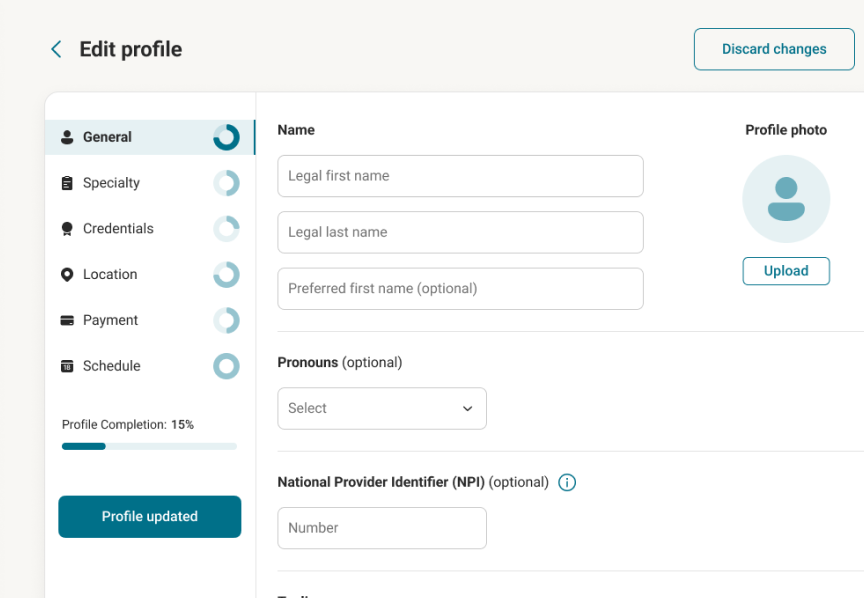 Edit profile
Discard changes
General
Specialty
Credentials
Location
Payment
18
Schedule
Profile Completion: 15%
Profile updated
Name
Legal first name
Legal last name
Preferred first name (optional)
Profile photo
Upload
Pronouns (optional)
Select
National Provider Identifier (NPI) (optional)
Number